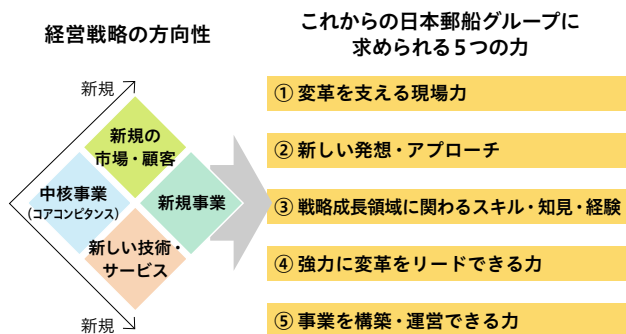 経営戦略の方向性
新規
新規の
市場・顧客
中核事業
（コアコンピタンス）
新規事業
新しい技術・
サービス
新規
これからの日本郵船グループに
求められる5つの力
① 変革を支える現場力
② 新しい発想・アプローチ
③ 戦略成長領域に関わるスキル・知見・経験
④ 強力に変革をリードできる力
⑤ 事業を構築・運営できる力